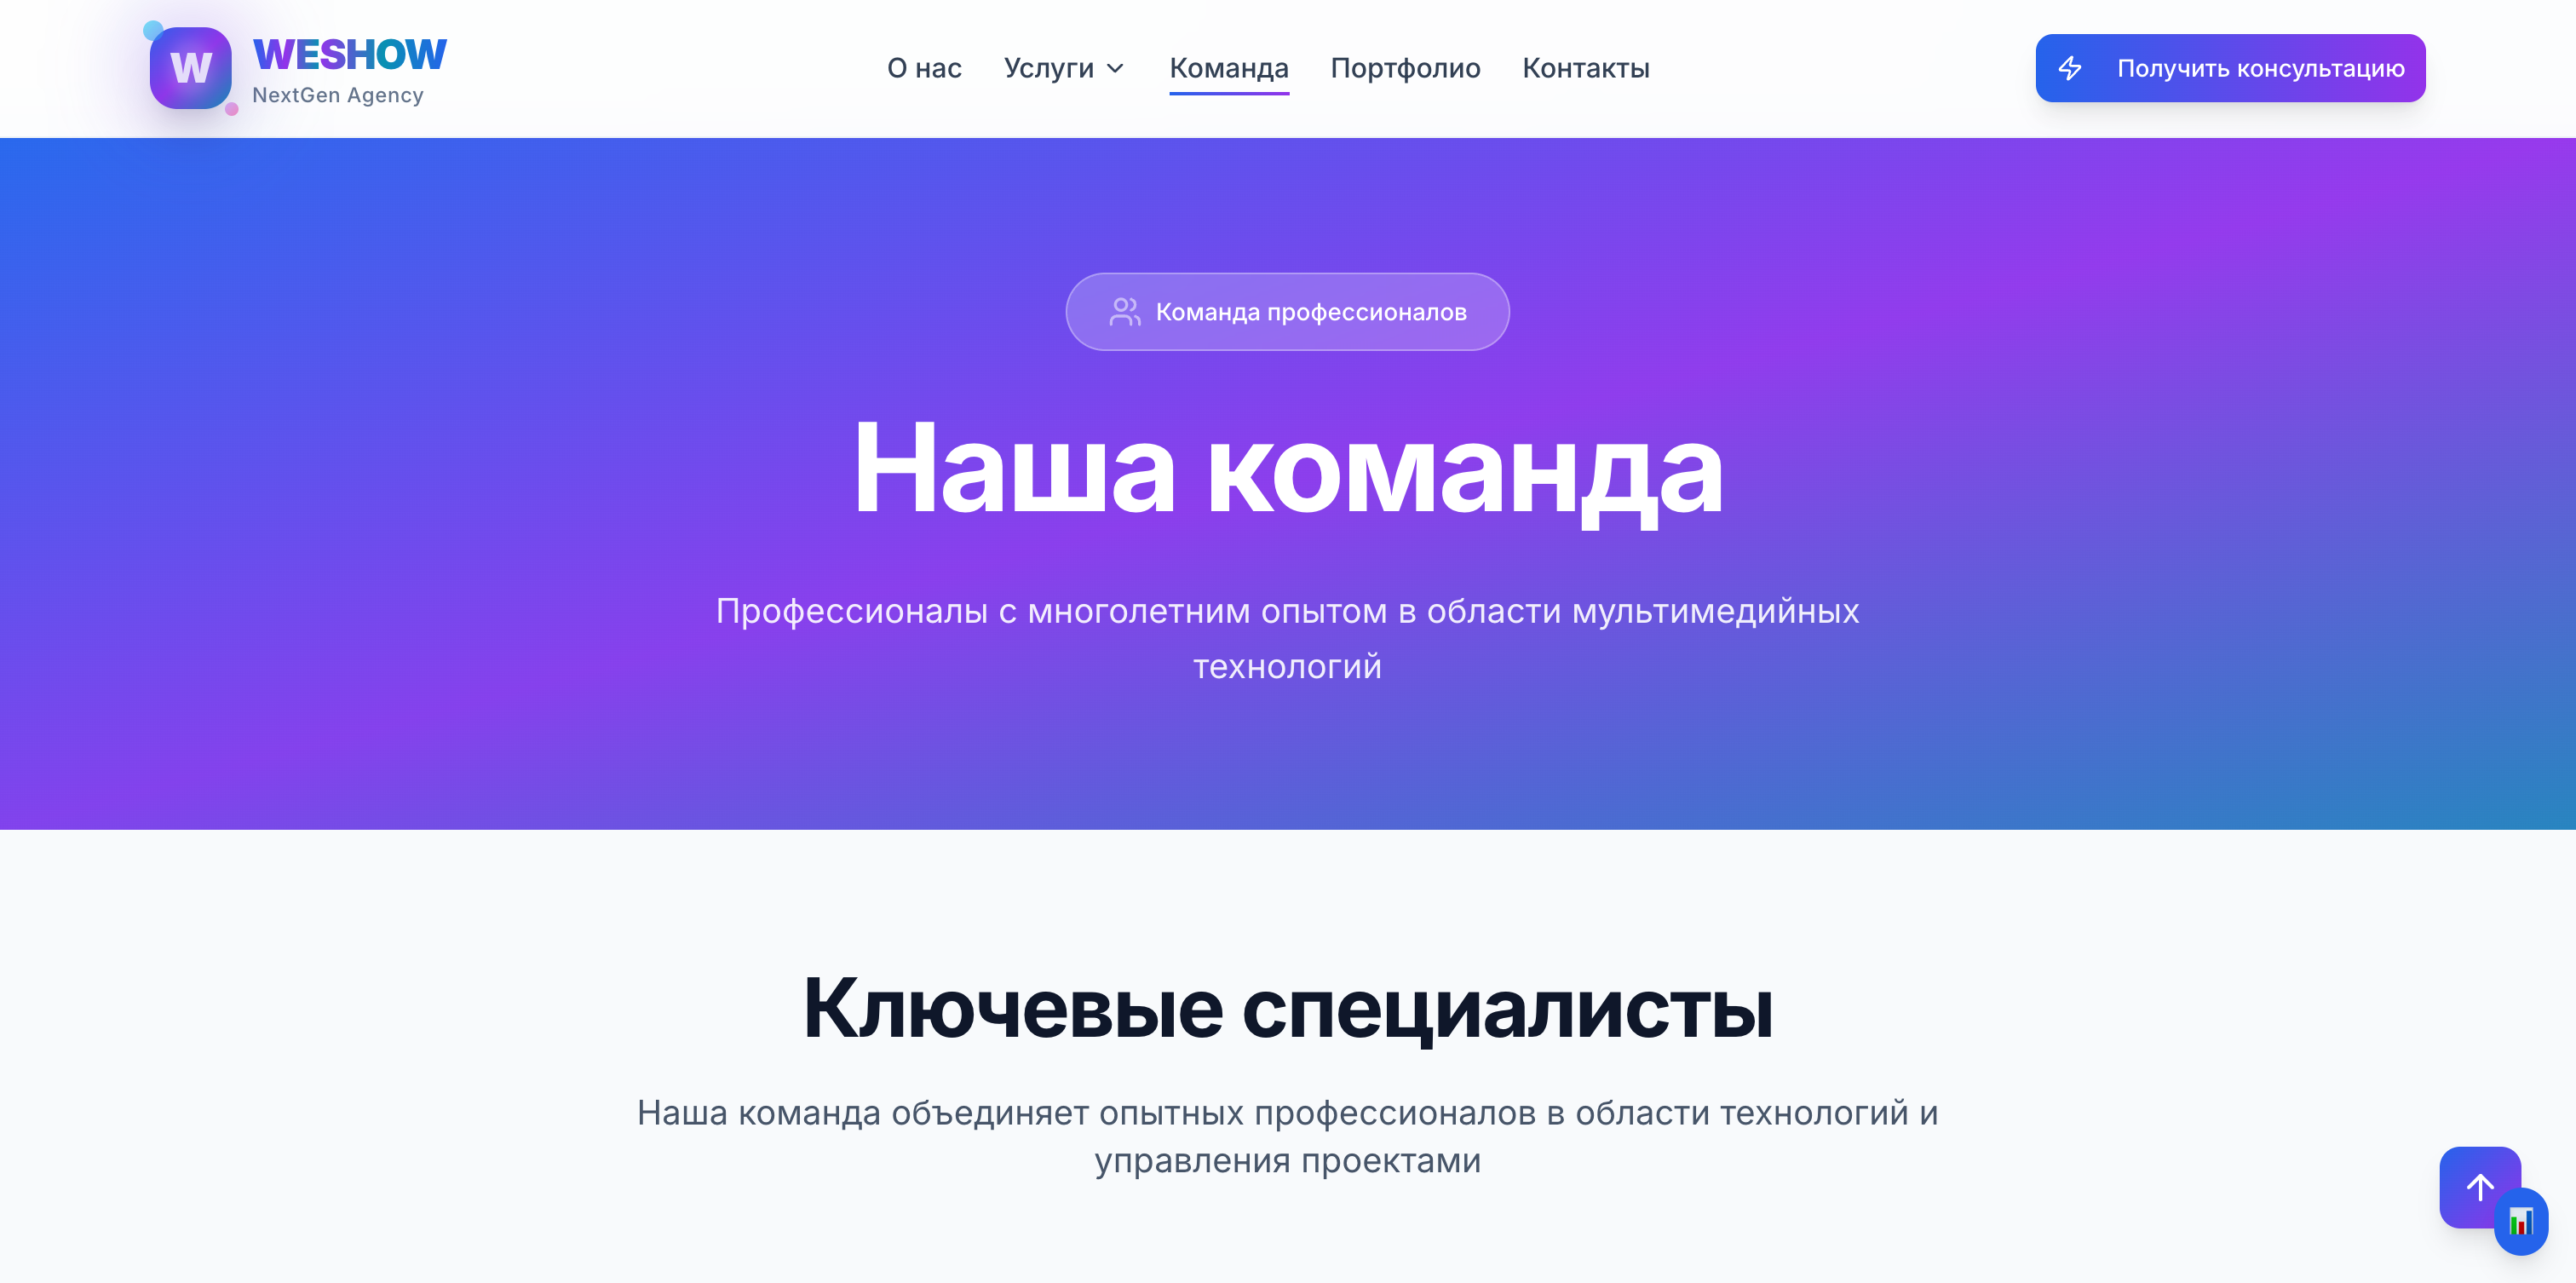 W
WESHOW
NextGen Agency
О нас
Услуги
Команда
Портфолио
Контакты
Получить консультацию
Команда профессионалов
Наша команда
Профессионалы с многолетним опытом в области мультимедийных
технологий
Ключевые специалисты
Наша команда объединяет опытных профессионалов в области технологий и
управления проектами